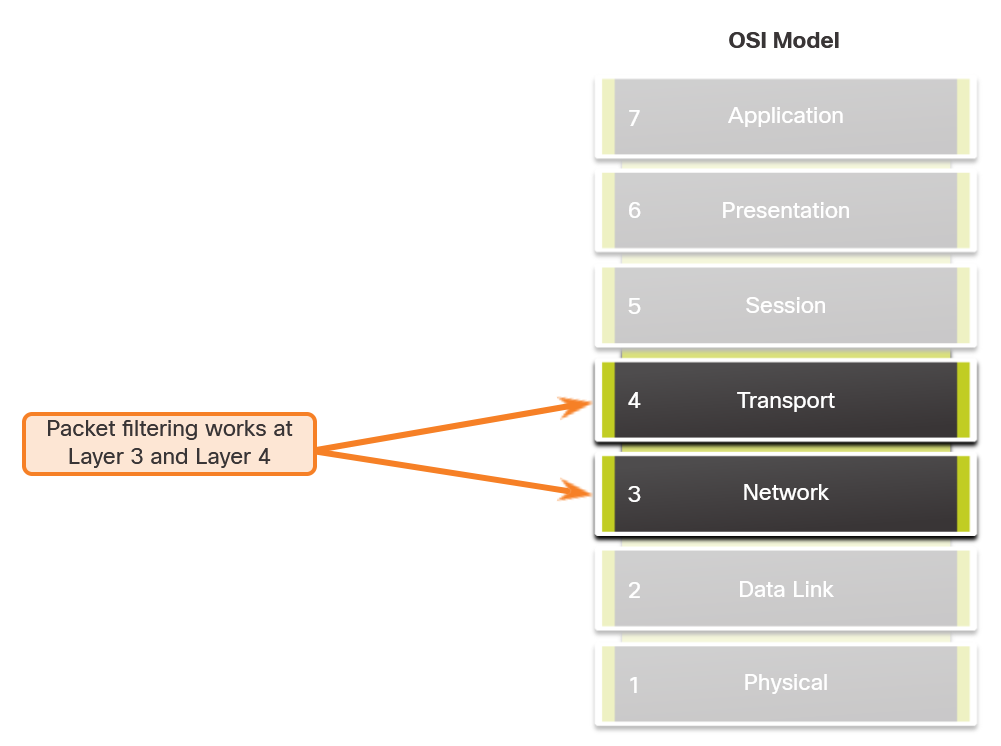 OSI Model
7 Application
6 Presentation
5 Session
4 Transport
Packet filtering works at
Layer 3 and Layer 4
3 Network
2 Data Link
1 Physical